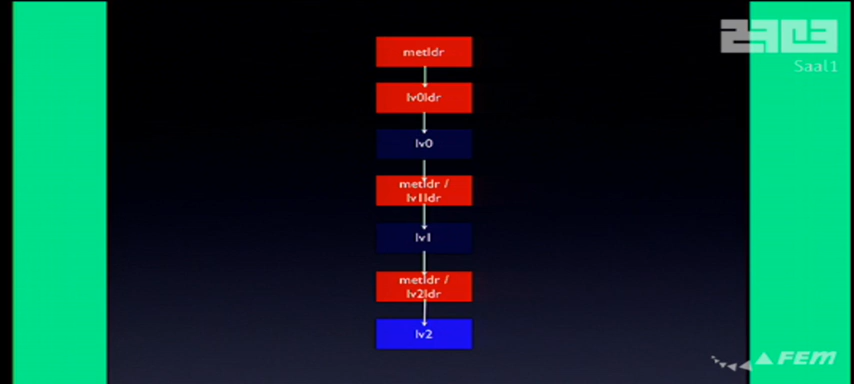 27C3
Saal1
metldr
lv0ldr
lv0
metldr /
lv1ldr
lv1
metldr /
lv2ldr
lv2
FEM